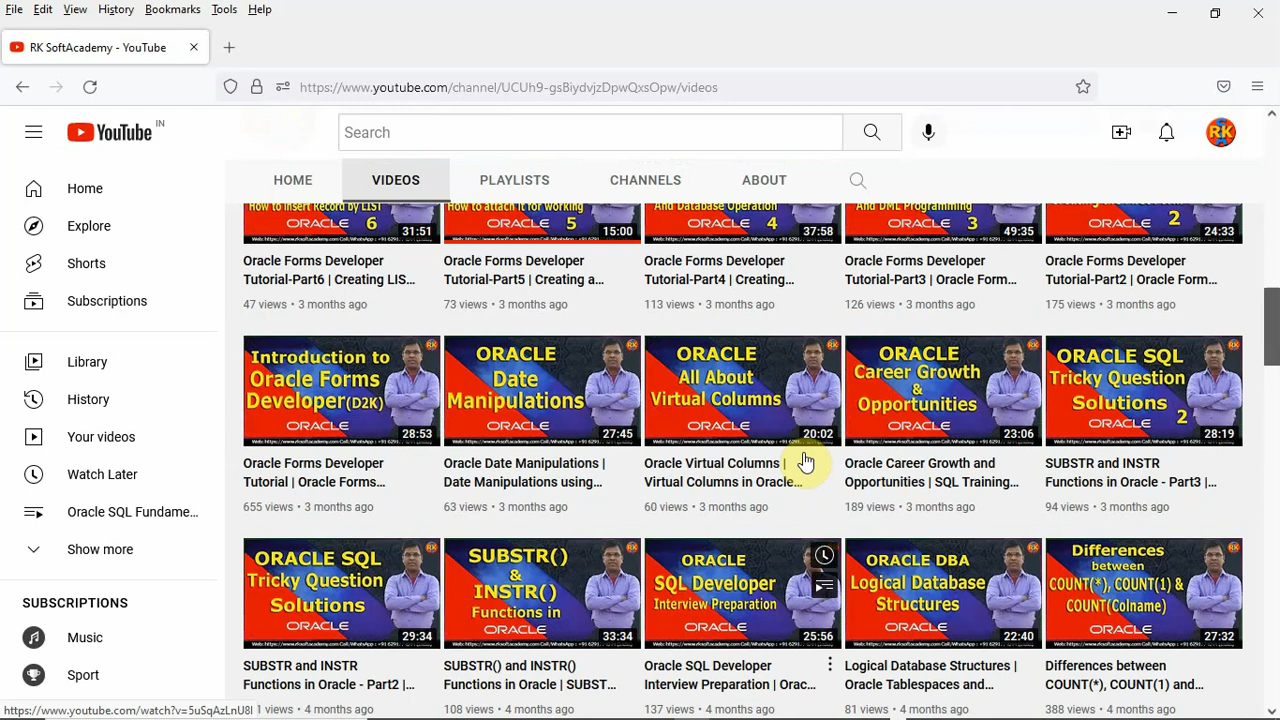 File Edit View History Bookmarks Tools Help
RK SoftAcademy - YouTube
https://www.youtube.com/channel/UCUh9-gsBiydvjzDpwQxsOpw/videos
YouTube IN
Search
RK
HOME VIDEOS PLAYLISTS CHANNELS ABOUT
Home
Explore
Shorts
Subscriptions
Library
History
Your videos
Watch Later
Oracle SQL Fundame...
Show more
SUBSCRIPTIONS
Music
Sport
How to insert Record by LIST
ORACLE 6
31:51
How to attach it for working
ORACLE 5
15:00
And Database Operation
ORACLE 4
37:58
And DML Programming
ORACLE 3
49:35
ORACLE 2
24:33
Oracle Forms Developer
Tutorial-Part6 | Creating LIS...
47 views • 3 months ago
Oracle Forms Developer
Tutorial-Part5 | Creating a...
73 views • 3 months ago
Oracle Forms Developer
Tutorial-Part4 | Creating...
113 views • 3 months ago
Oracle Forms Developer
Tutorial-Part3 | Oracle Form...
126 views • 3 months ago
Oracle Forms Developer
Tutorial-Part2 | Oracle Form...
175 views • 3 months ago
Introduction to
Oracle Forms
Developer(D2K)
ORACLE
28:53
ORACLE
Date
Manipulations
ORACLE
27:45
ORACLE
All About
Virtual Columns
ORACLE
20:02
ORACLE
Career Growth
&
Opportunities
ORACLE
23:06
ORACLE SQL
Tricky Question
Solutions 2
ORACLE
28:19
Oracle Forms Developer
Tutorial | Oracle Forms...
655 views • 3 months ago
Oracle Date Manipulations |
Date Manipulations using...
63 views • 3 months ago
Oracle Virtual Columns |
Virtual Columns in Oracle...
60 views • 3 months ago
Oracle Career Growth and
Opportunities | SQL Training...
189 views • 3 months ago
SUBSTR and INSTR
Functions in Oracle - Part3 |...
94 views • 3 months ago
ORACLE SQL
Tricky Question
Solutions
ORACLE
29:34
SUBSTR()
&
INSTR()
Functions in
ORACLE
33:34
ORACLE
SQL Developer
Interview Preparation
ORACLE
25:56
ORACLE DBA
Logical Database
Structures
ORACLE
22:40
Differences
between
COUNT(*), COUNT(1) &
COUNT(Colname)
ORACLE
27:32
SUBSTR and INSTR
Functions in Oracle - Part2 |...
1 views • 4 months ago
SUBSTR() and INSTR()
Functions in Oracle | SUBST...
108 views • 4 months ago
Oracle SQL Developer
Interview Preparation | Orac...
137 views • 4 months ago
Logical Database Structures |
Oracle Tablespaces and...
81 views • 4 months ago
Differences between
COUNT(*), COUNT(1) and...
388 views • 4 months ago
https://www.youtube.com/watch?v=5uSqAzLnU8I